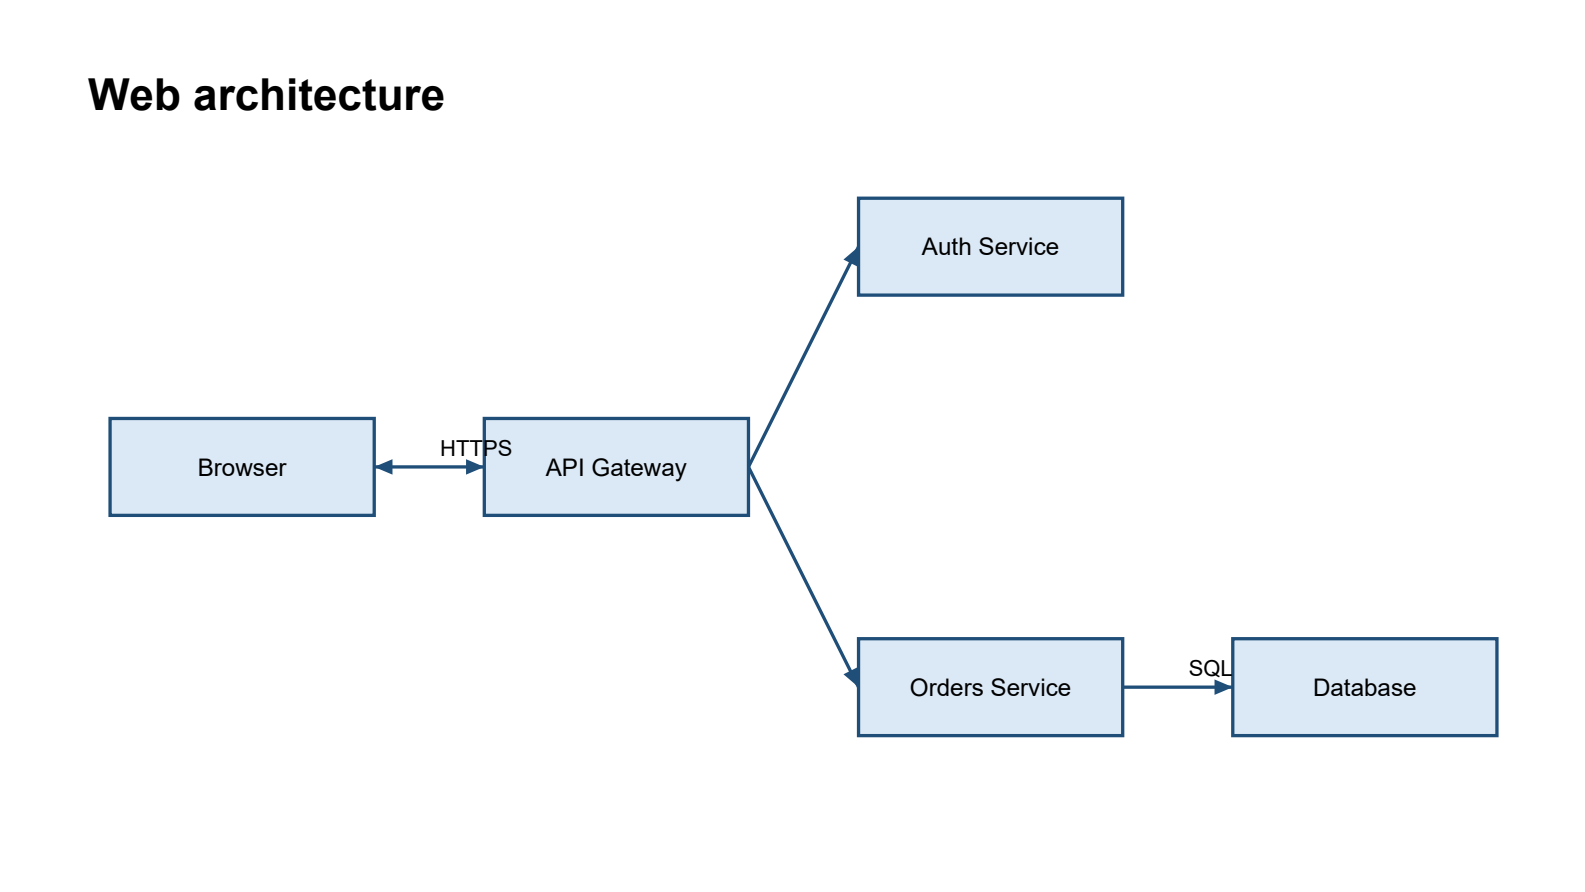 Web architecture
Auth Service
HTTPS
Browser
API Gateway
SQL
Orders Service
Database